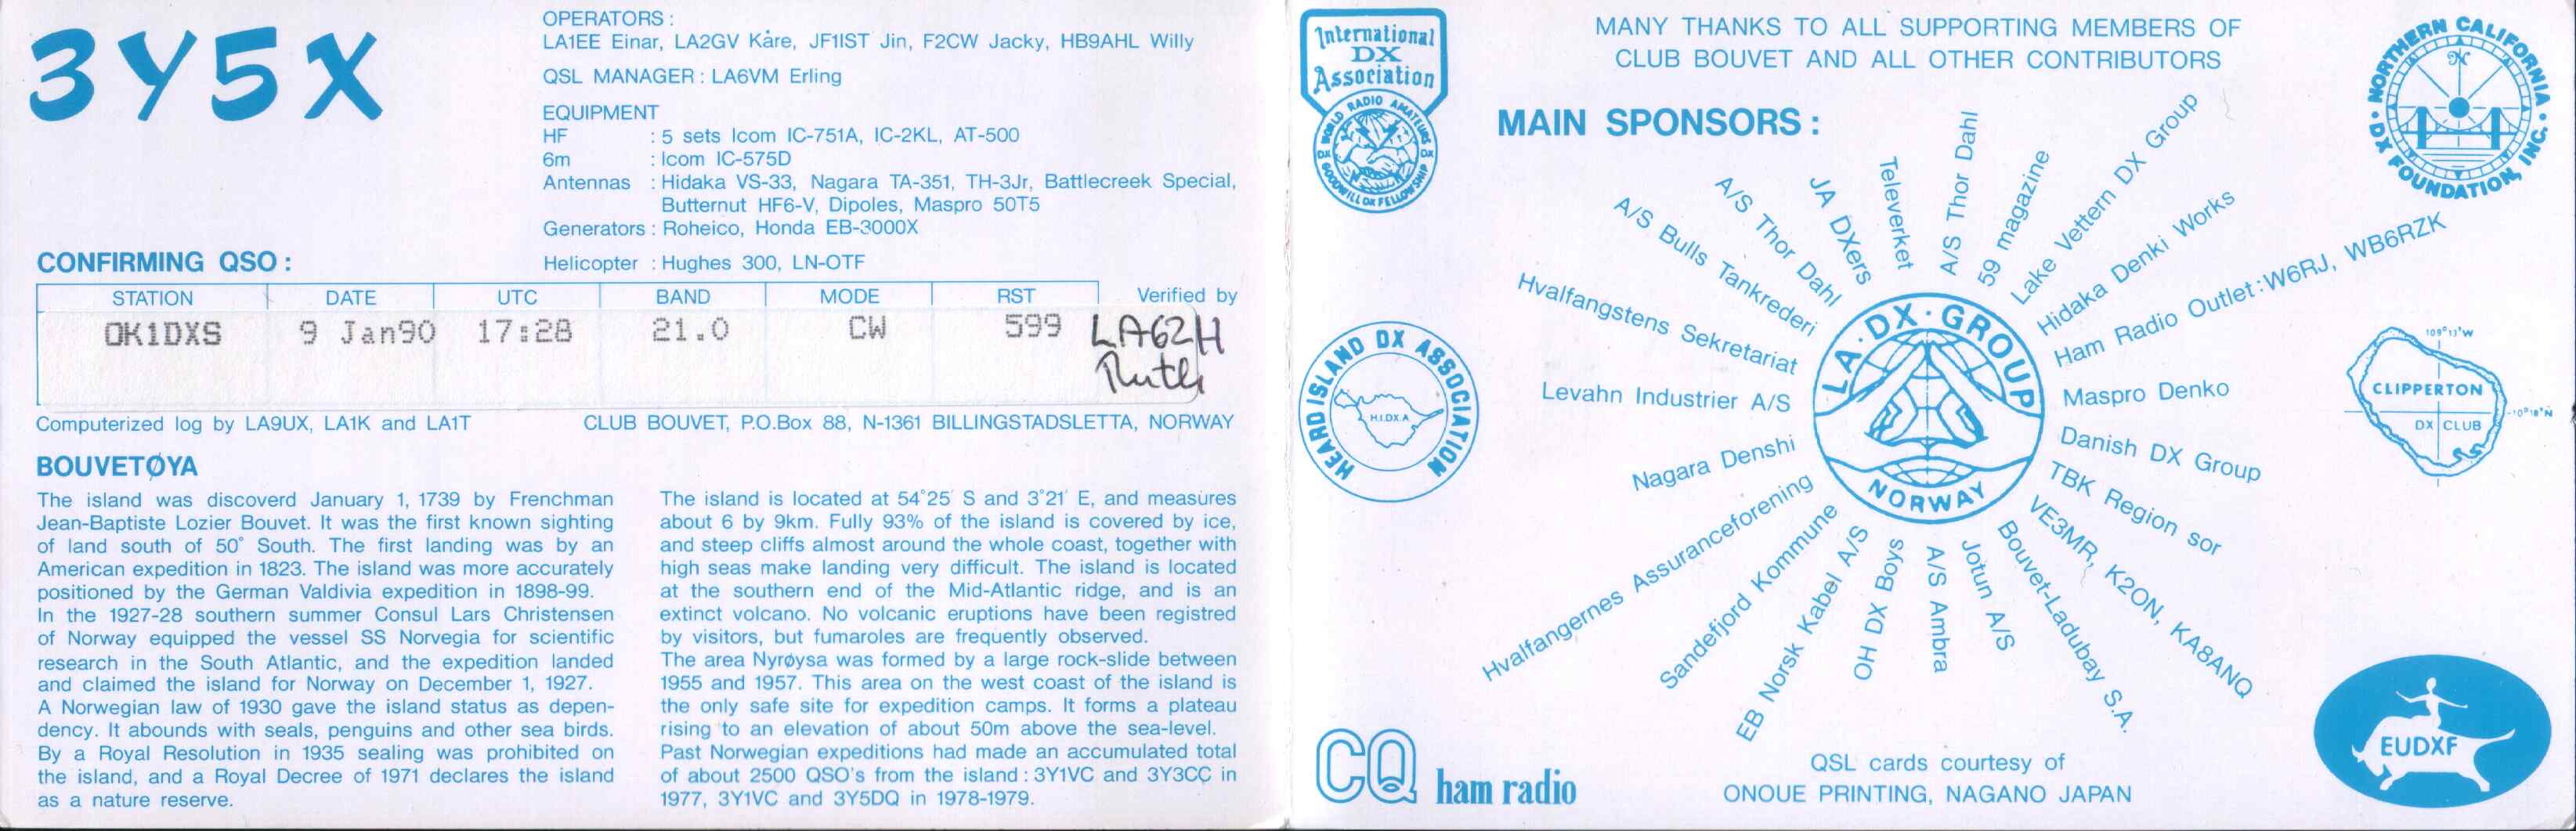 3Y5X
OPERATORS :
LA1EE Einar, LA2GV Kåre, JF1IST Jin, F2CW Jacky, HB9AHL Willy
QSL MANAGER : LA6VM Erling
EQUIPMENT
HF : 5 sets Icom IC-751A, IC-2KL, AT-500
6m : Icom IC-575D
Antennas : Hidaka VS-33, Nagara TA-351, TH-3Jr, Battlecreek Special,
Butternut HF6-V, Dipoles, Maspro 50T5
Generators : Roheico, Honda EB-3000X
Helicopter : Hughes 300, LN-OTF
CONFIRMING QSO :
STATION DATE UTC BAND MODE RST Verified by
OK1DXS 9 Jan90 17:28 21.0 CW 599 LA6ZH
Computerized log by LA9UX, LA1K and LA1T
CLUB BOUVET, P.O.Box 88, N-1361 BILLINGSTADSLETTA, NORWAY
BOUVETØYA
The island was discoverd January 1, 1739 by Frenchman
Jean-Baptiste Lozier Bouvet. It was the first known sighting
of land south of 50° South. The first landing was by an
American expedition in 1823. The island was more accurately
positioned by the German Valdivia expedition in 1898-99.
In the 1927-28 southern summer Consul Lars Christensen
of Norway equipped the vessel SS Norvegia for scientific
research in the South Atlantic, and the expedition landed
and claimed the island for Norway on December 1, 1927.
A Norwegian law of 1930 gave the island status as depen-
dency. It abounds with seals, penguins and other sea birds.
By a Royal Resolution in 1935 sealing was prohibited on
the island, and a Royal Decree of 1971 declares the island
as a nature reserve.
The island is located at 54°25′ S and 3°21′ E, and measures
about 6 by 9km. Fully 93% of the island is covered by ice,
and steep cliffs almost around the whole coast, together with
high seas make landing very difficult. The island is located
at the southern end of the Mid-Atlantic ridge, and is an
extinct volcano. No volcanic eruptions have been registred
by visitors, but fumaroles are frequently observed.
The area Nyrøysa was formed by a large rock-slide between
1955 and 1957. This area on the west coast of the island is
the only safe site for expedition camps. It forms a plateau
rising to an elevation of about 50m above the sea-level.
Past Norwegian expeditions had made an accumulated total
of about 2500 QSO's from the island : 3Y1VC and 3Y3CC in
1977, 3Y1VC and 3Y5DQ in 1978-1979.
International
DX
Association
WORLD RADIO AMATEURS
DX GOODWILL DX FELLOWSHIP DX
MANY THANKS TO ALL SUPPORTING MEMBERS OF
CLUB BOUVET AND ALL OTHER CONTRIBUTORS
NORTHERN CALIFORNIA
DX FOUNDATION, INC.
MAIN SPONSORS :
Hvalfangernes Assuranceforening
Nagara Denshi
Levahn Industrier A/S
Hvalfangstens Sekretariat
A/S Bulls Tankrederi
A/S Thor Dahl
JA DXers
Televerket
A/S Thor Dahl
59 magazine
Lake Vettern DX Group
Hidaka Denki Works
Ham Radio Outlet : W6RJ, WB6RZK
Maspro Denko
Danish DX Group
TBK Region sor
VE3MR, K2ON, KA8ANQ
Bouvet-Ladubay S.A.
Jotun A/S
A/S Ambra
OH DX Boys
EB Norsk Kabel A/S
Sandefjord Kommune
LA·DX·GROUP
NORWAY
HEARD ISLAND DX ASSOCIATION
H.I.DX.A
109°13'W
CLIPPERTON
10°18'N
DX CLUB
CQ ham radio
QSL cards courtesy of
ONOUE PRINTING, NAGANO JAPAN
EUDXF